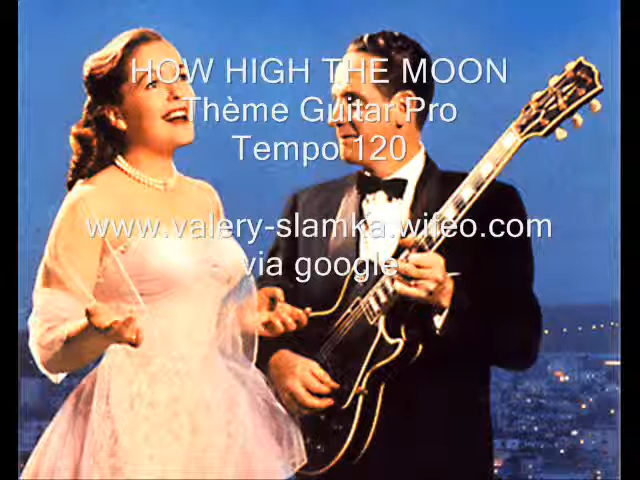 HOW HIGH THE MOON
Thème Guitar Pro
Tempo 120
www.valery-slamka.wifeo.com
via google